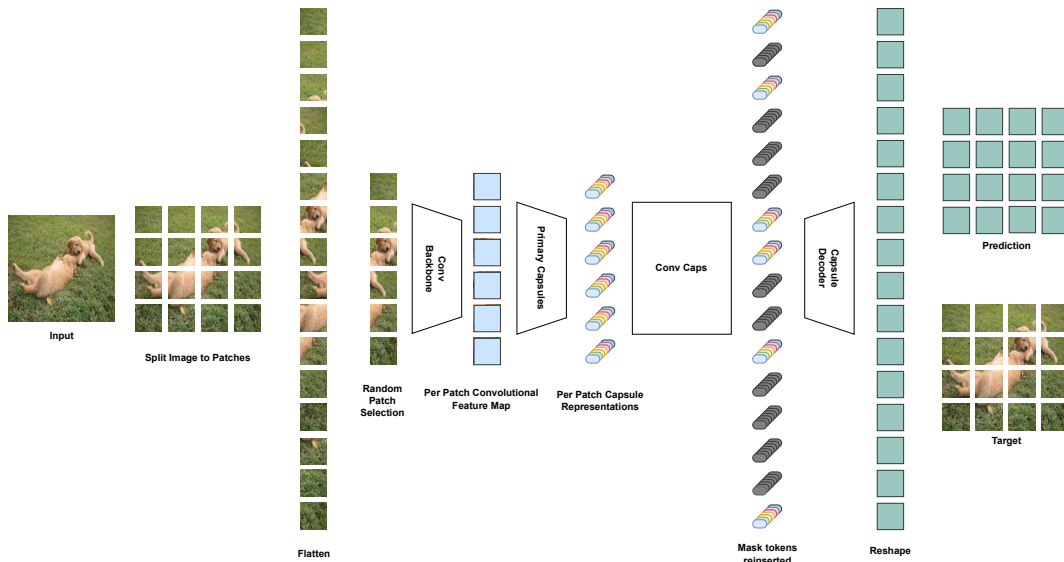 Input
Split Image to Patches
Flatten
Random
Patch
Selection
Conv
Backbone
Per Patch Convolutional
Feature Map
Primary Capsules
Per Patch Capsule
Representations
Conv Caps
Mask tokens
reinserted
Capsule
Decoder
Reshape
Prediction
Target